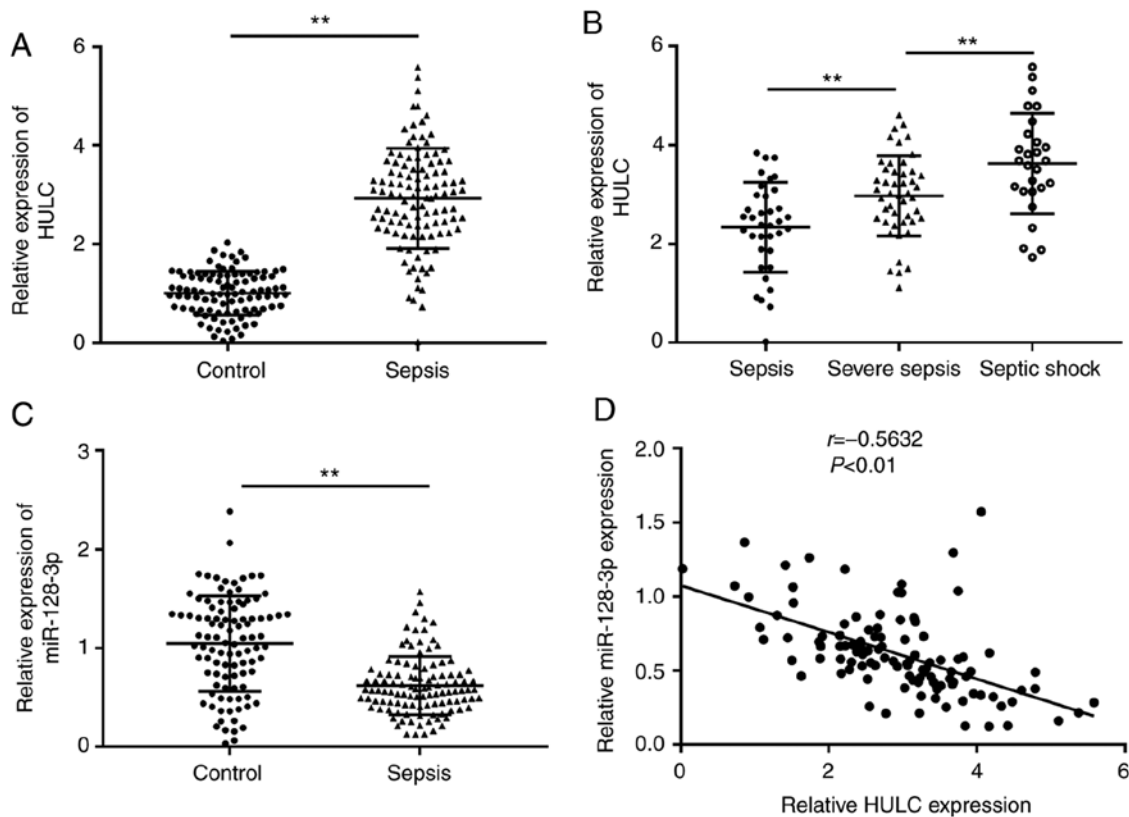 A
Relative expression of
HULC
6
4
2
0
**
Control
Sepsis
B
Relative expression of
HULC
6
4
2
0
**
**
Sepsis
Severe sepsis
Septic shock
C
Relative expression of
miR-128-3p
3
2
1
0
**
Control
Sepsis
D
Relative miR-128-3p expression
2.0
1.5
1.0
0.5
0.0
r=−0.5632
P<0.01
0
2
4
6
Relative HULC expression